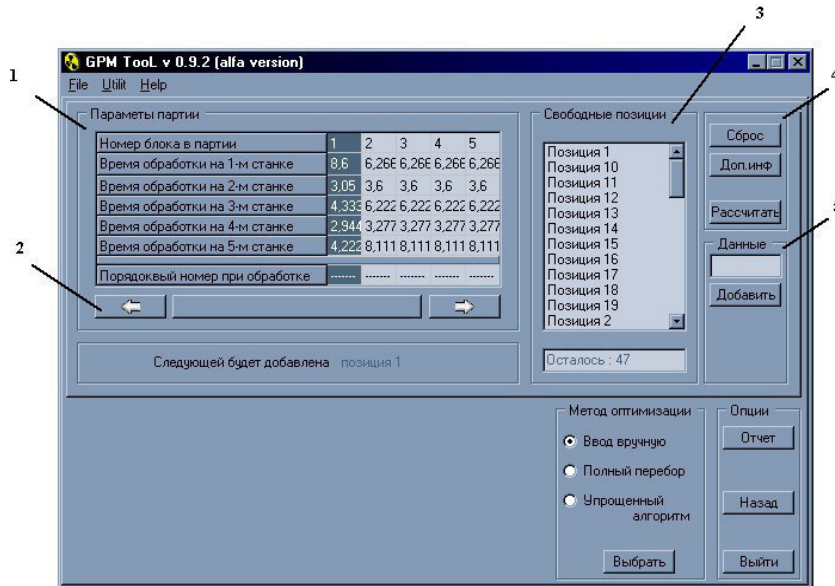 3
GPM TooL v 0.9.2 (alfa version)
1
4
File Utilit Help
Параметы партии
Номер блока в партии 1 2 3 4 5
Время обработки на 1-м станке 8,6 6,266 6,266 6,266 6,266
Время обработки на 2-м станке 3,05 3,6 3,6 3,6 3,6
Время обработки на 3-м станке 4,333 6,222 6,222 6,222 6,222
Время обработки на 4-м станке 2,944 3,277 3,277 3,277 3,277
Время обработки на 5-м станке 4,222 8,111 8,111 8,111 8,111
Порядоквый номер при обработке ------- ------- ------- ------- -------
2
Следующей будет добавлена позиция 1
Свободные позиции
Позиция 1
Позиция 10
Позиция 11
Позиция 12
Позиция 13
Позиция 14
Позиция 15
Позиция 16
Позиция 17
Позиция 18
Позиция 19
Позиция 2
Осталось : 47
Сброс
Доп.инф
Рассчитать
Данные
Добавить
Метод оптимизации
Ввод вручную
Полный перебор
Упрощенный
алгоритм
Выбрать
Опции
Отчет
Назад
Выйти